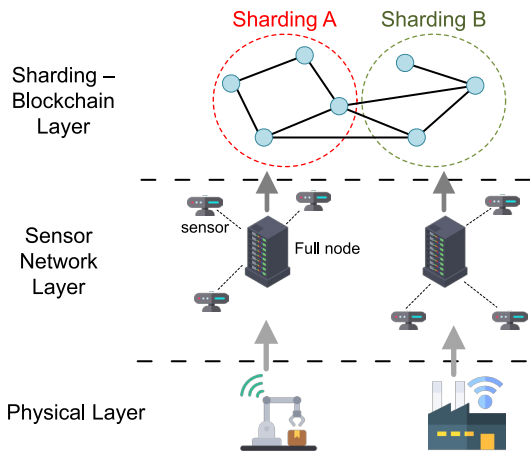 Sharding A
Sharding B
Sharding –
Blockchain
Layer
sensor
Full node
Sensor
Network
Layer
Physical Layer